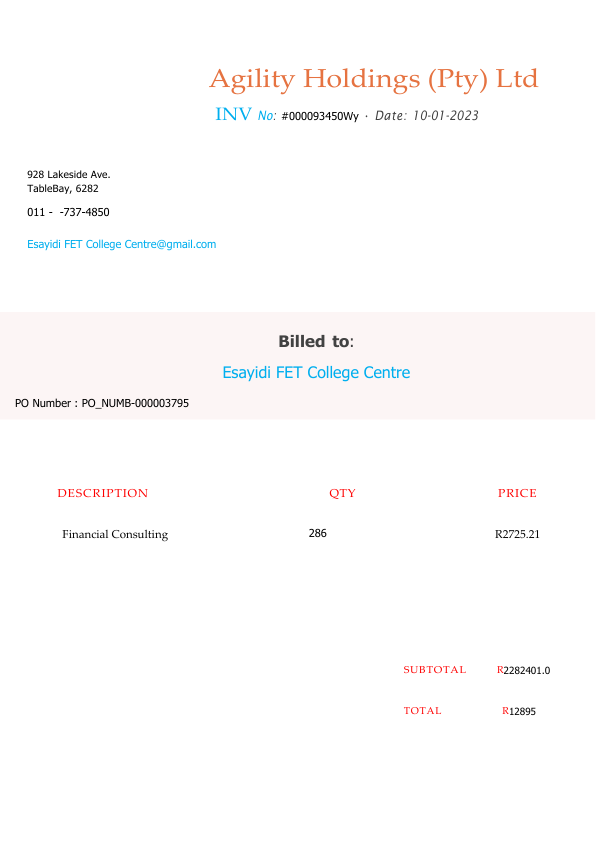 Agility Holdings (Pty) Ltd
INV No: #000093450Wy · Date: 10-01-2023
928 Lakeside Ave.
TableBay, 6282
011 - -737-4850
Esayidi FET College Centre@gmail.com
Billed to:
Esayidi FET College Centre
PO Number : PO_NUMB-000003795
DESCRIPTION QTY PRICE
Financial Consulting 286 R2725.21
SUBTOTAL R2282401.0
TOTAL R12895